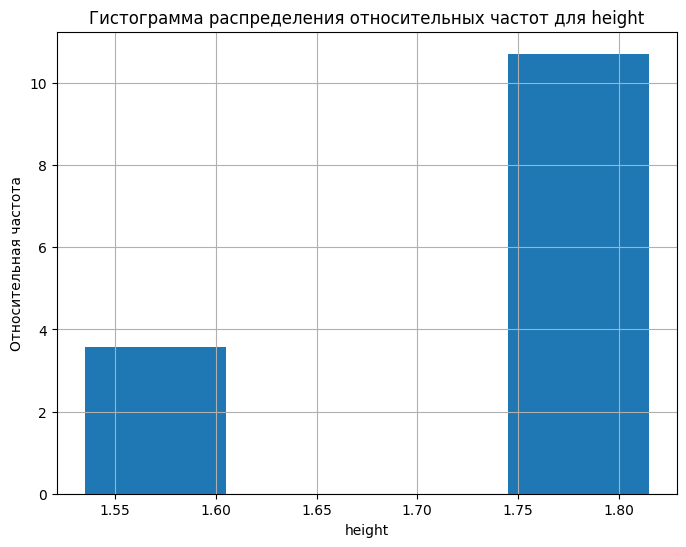 Гистограмма распределения относительных частот для height
Относительная частота
10
8
6
4
2
0
1.55 1.60 1.65 1.70 1.75 1.80
height